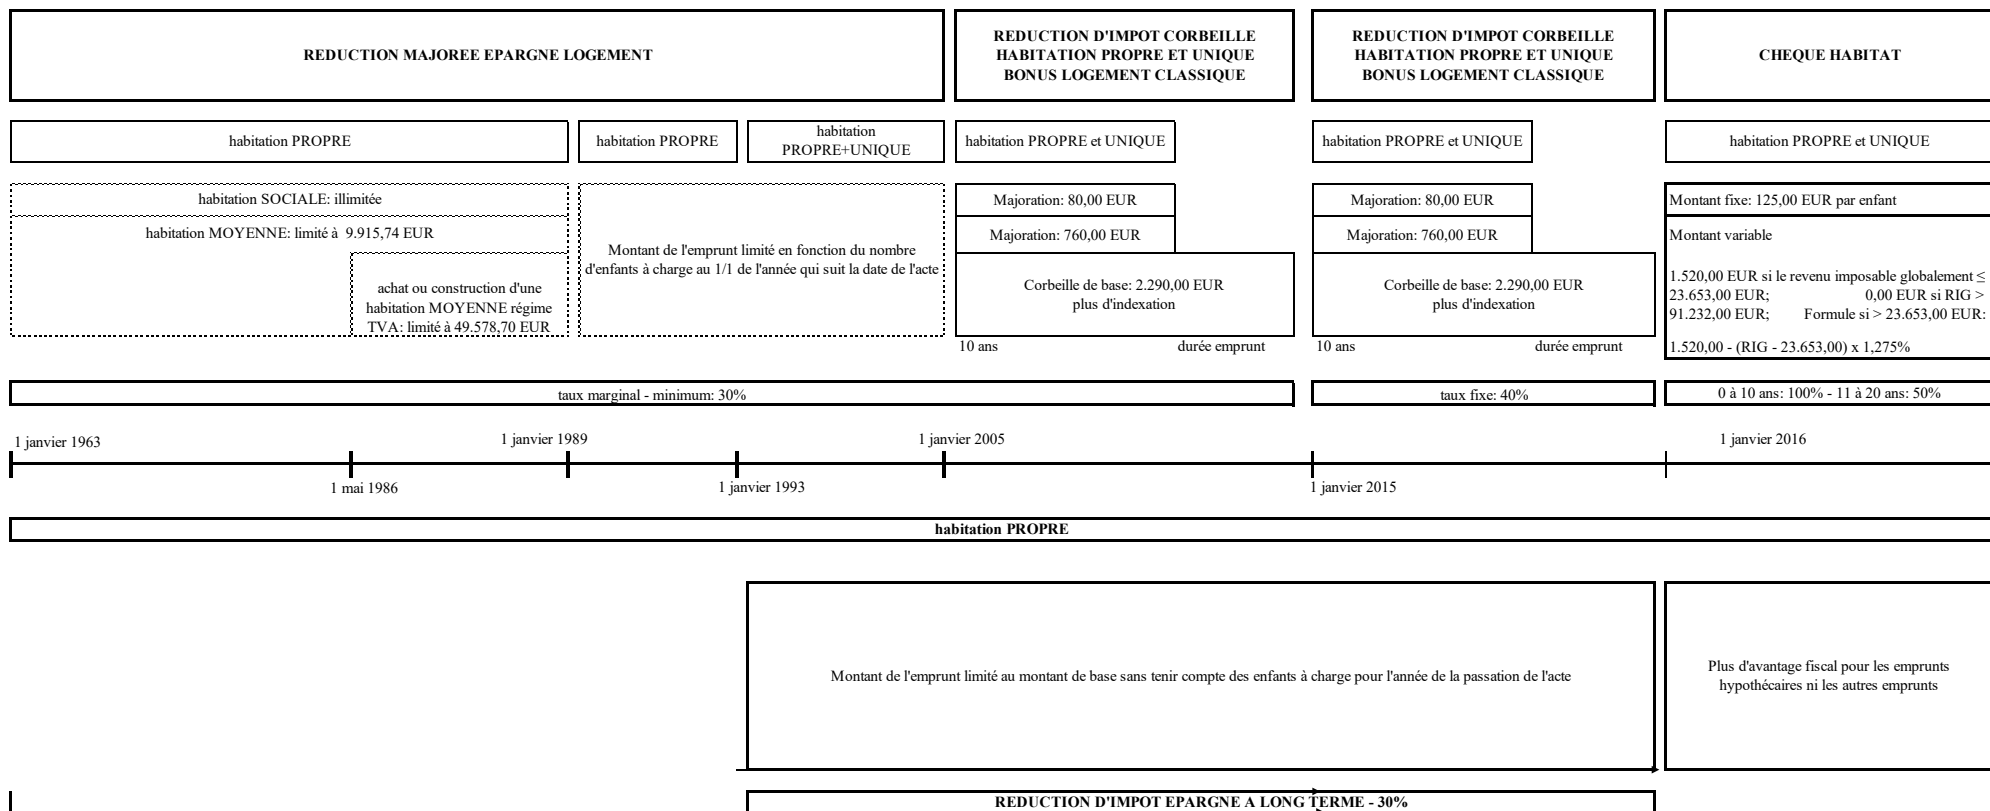 REDUCTION MAJOREE EPARGNE LOGEMENT
REDUCTION D'IMPOT CORBEILLE
HABITATION PROPRE ET UNIQUE
BONUS LOGEMENT CLASSIQUE
REDUCTION D'IMPOT CORBEILLE
HABITATION PROPRE ET UNIQUE
BONUS LOGEMENT CLASSIQUE
CHEQUE HABITAT
habitation PROPRE
habitation PROPRE
habitation
PROPRE+UNIQUE
habitation PROPRE et UNIQUE
habitation PROPRE et UNIQUE
habitation PROPRE et UNIQUE
habitation SOCIALE: illimitée
habitation MOYENNE: limité à 9.915,74 EUR
achat ou construction d'une
habitation MOYENNE régime
TVA: limité à 49.578,70 EUR
Montant de l'emprunt limité en fonction du nombre
d'enfants à charge au 1/1 de l'année qui suit la date de l'acte
Majoration: 80,00 EUR
Majoration: 760,00 EUR
Corbeille de base: 2.290,00 EUR
plus d'indexation
10 ans
durée emprunt
Majoration: 80,00 EUR
Majoration: 760,00 EUR
Corbeille de base: 2.290,00 EUR
plus d'indexation
10 ans
durée emprunt
Montant fixe: 125,00 EUR par enfant
Montant variable
1.520,00 EUR si le revenu imposable globalement ≤
23.653,00 EUR; 0,00 EUR si RIG >
91.232,00 EUR; Formule si > 23.653,00 EUR:
1.520,00 - (RIG - 23.653,00) x 1,275%
taux marginal - minimum: 30%
taux fixe: 40%
0 à 10 ans: 100% - 11 à 20 ans: 50%
1 janvier 1963
1 janvier 1989
1 janvier 2005
1 janvier 2016
1 mai 1986
1 janvier 1993
1 janvier 2015
habitation PROPRE
Montant de l'emprunt limité au montant de base sans tenir compte des enfants à charge pour l'année de la passation de l'acte
Plus d'avantage fiscal pour les emprunts
hypothécaires ni les autres emprunts
REDUCTION D'IMPOT EPARGNE A LONG TERME - 30%